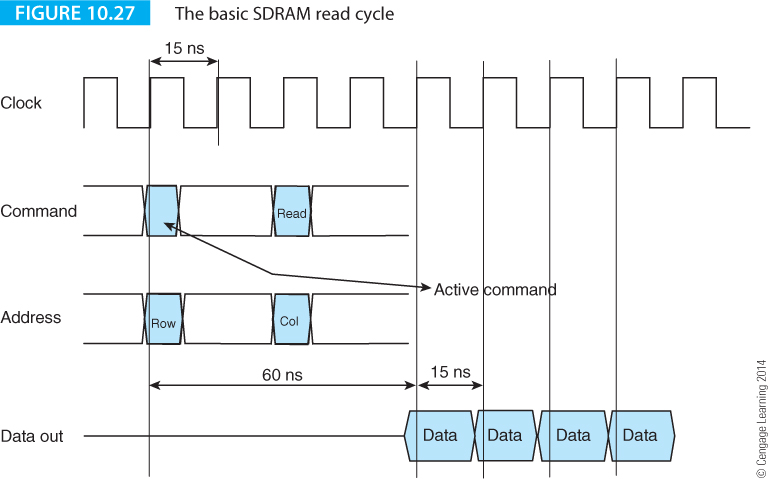 FIGURE 10.27 The basic SDRAM read cycle
15 ns
Clock
Command
Read
Active command
Address
Row
Col
60 ns
15 ns
Data out
Data
Data
Data
Data
© Cengage Learning 2014